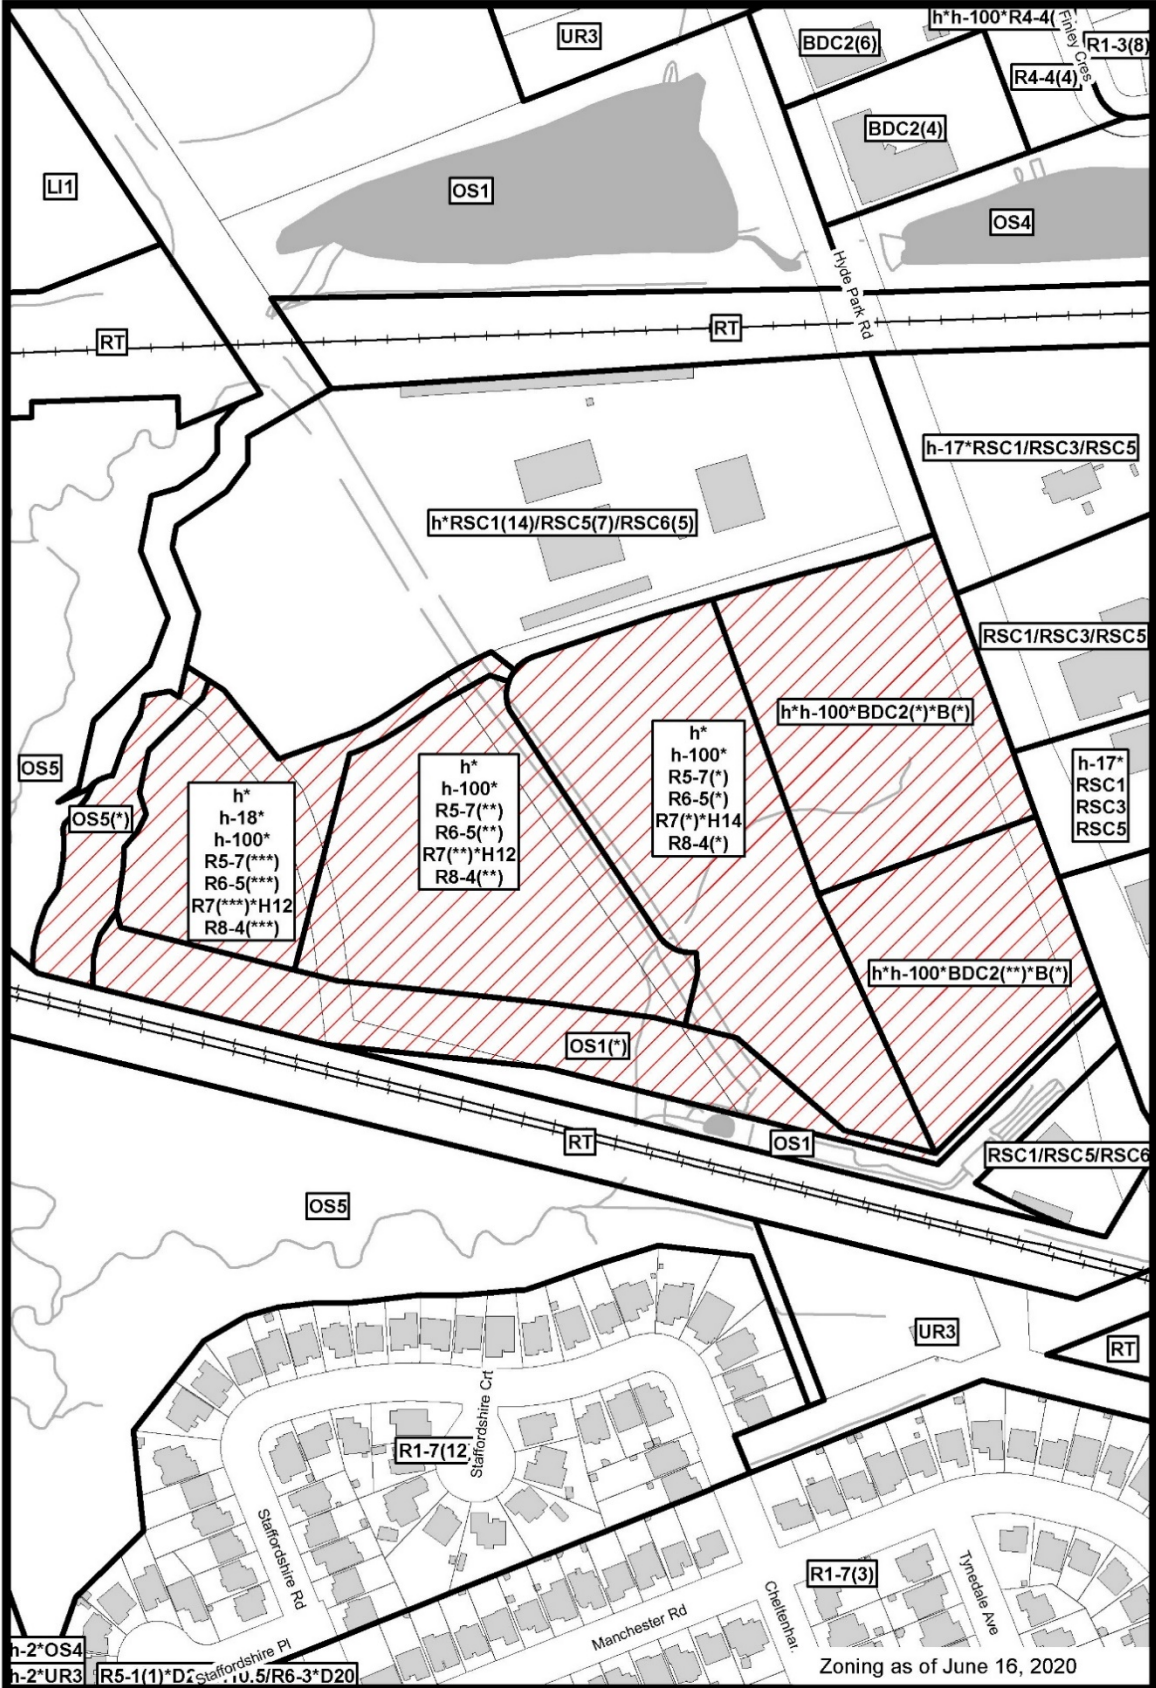 h*h-100*R4-4(
UR3
BDC2(6)
Finley Cres
R1-3(8)
R4-4(4)
BDC2(4)
LI1
OS1
OS4
Hyde Park Rd
RT
RT
h-17*RSC1/RSC3/RSC5
h*RSC1(14)/RSC5(7)/RSC6(5)
RSC1/RSC3/RSC5
h*h-100*BDC2(*)*B(*)
h*
h-100*
R5-7(*)
R6-5(*)
R7(*)*H14
R8-4(*)
h*
h-100*
R5-7(**)
R6-5(**)
R7(**)*H12
R8-4(**)
h-17*
RSC1
RSC3
RSC5
OS5
h*
h-18*
h-100*
R5-7(***)
R6-5(***)
R7(***)*H12
R8-4(***)
OS5(*)
h*h-100*BDC2(**)*B(*)
OS1(*)
RT
OS1
RSC1/RSC5/RSC6
OS5
UR3
RT
R1-7(12
Staffordshire Crt
Staffordshire Rd
R1-7(3)
Tynedale Ave
Cheltenha
Manchester Rd
h-2*OS4
Staffordshire Pl
h-2*UR3
R5-1(1)*D2
0.5/R6-3*D20
Zoning as of June 16, 2020